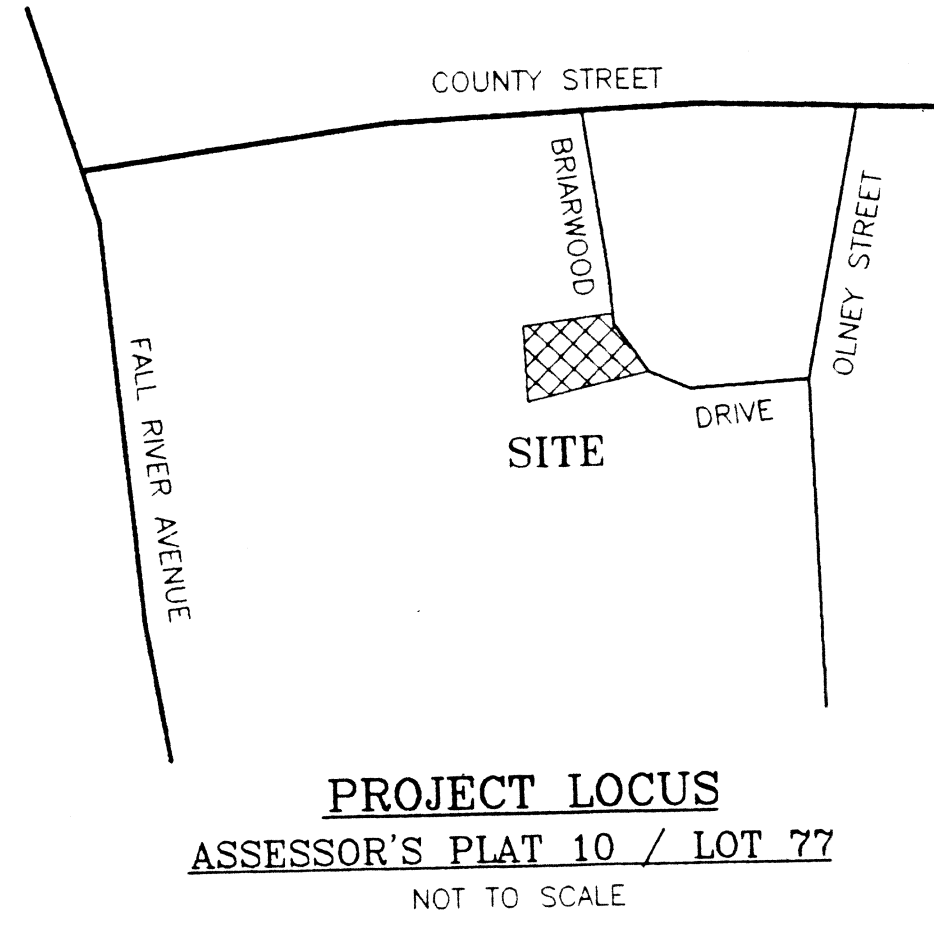 COUNTY STREET
BRIARWOOD
OLNEY STREET
FALL RIVER AVENUE
DRIVE
SITE
PROJECT LOCUS
ASSESSOR'S PLAT 10 / LOT 77
NOT TO SCALE